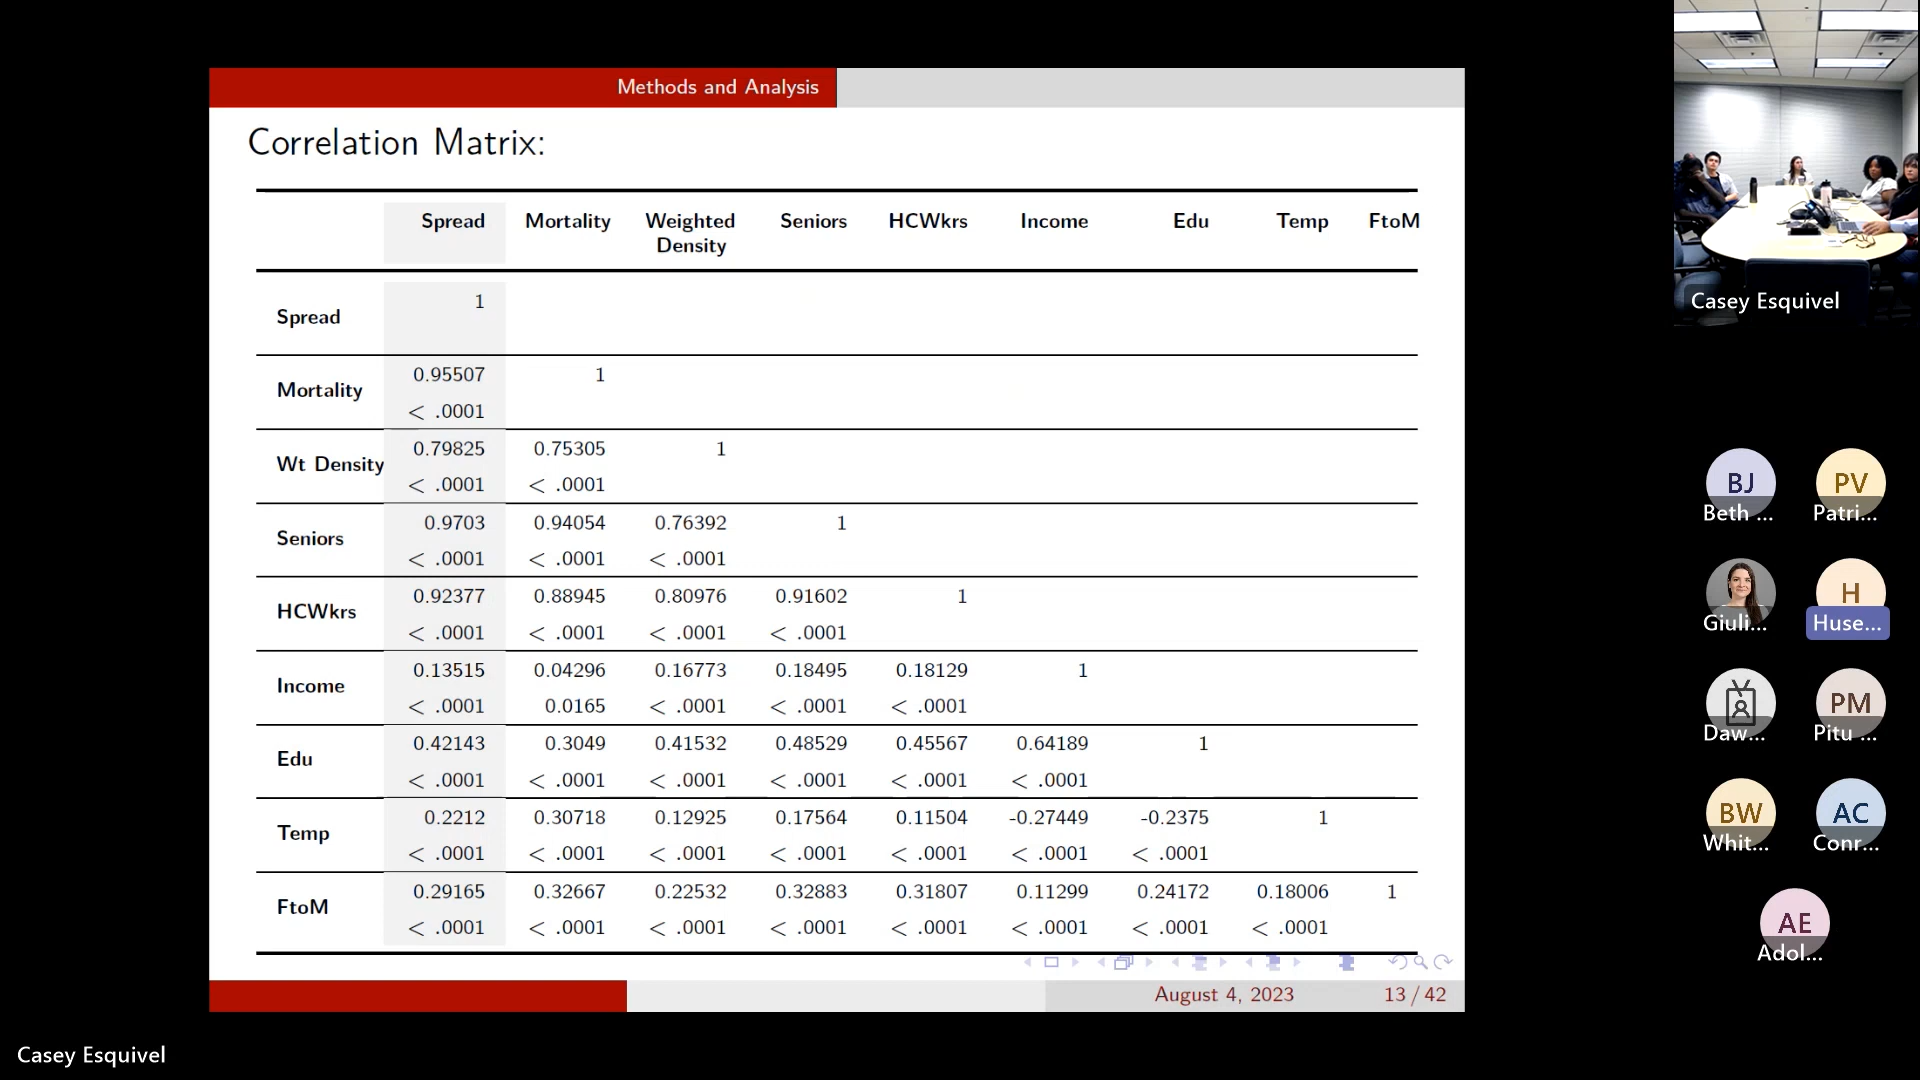 Methods and Analysis
Correlation Matrix:
Spread Mortality Weighted Density Seniors HCWkrs Income Edu Temp FtoM
Spread 1
Mortality 0.95507 1
< .0001
Wt Density 0.79825 0.75305 1
< .0001 < .0001
Seniors 0.9703 0.94054 0.76392 1
< .0001 < .0001 < .0001
HCWkrs 0.92377 0.88945 0.80976 0.91602 1
< .0001 < .0001 < .0001 < .0001
Income 0.13515 0.04296 0.16773 0.18495 0.18129 1
< .0001 0.0165 < .0001 < .0001 < .0001
Edu 0.42143 0.3049 0.41532 0.48529 0.45567 0.64189 1
< .0001 < .0001 < .0001 < .0001 < .0001 < .0001
Temp 0.2212 0.30718 0.12925 0.17564 0.11504 -0.27449 -0.2375 1
< .0001 < .0001 < .0001 < .0001 < .0001 < .0001 < .0001
FtoM 0.29165 0.32667 0.22532 0.32883 0.31807 0.11299 0.24172 0.18006 1
< .0001 < .0001 < .0001 < .0001 < .0001 < .0001 < .0001 < .0001
August 4, 2023 13 / 42
Casey Esquivel
BJ PV
Beth ... Patri...
H
Giuli... Huse...
PM
Daw... Pitu ...
BW AC
Whit... Conr...
AE
Adol...
Casey Esquivel